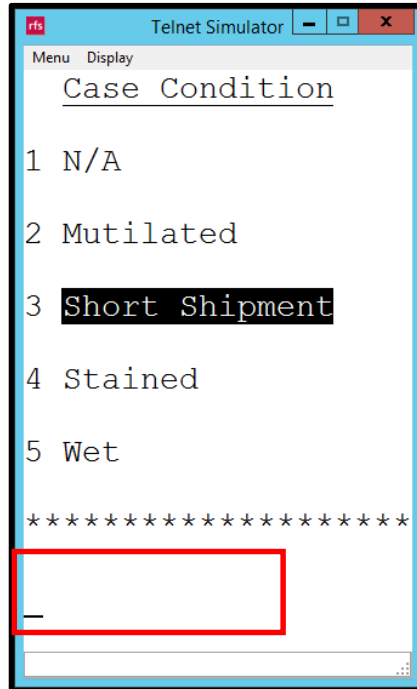 rfs Telnet Simulator
Menu Display
Case Condition
1 N/A
2 Mutilated
3 Short Shipment
4 Stained
5 Wet
********************
_